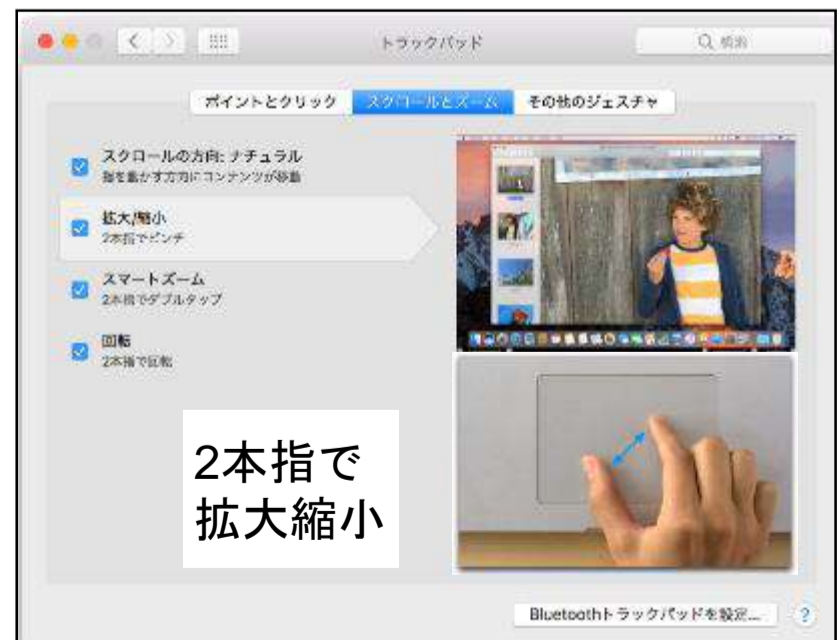 トラックパッド
検索
ポイントとクリック
スクロールとズーム
その他のジェスチャ
スクロールの方向: ナチュラル
指を動かす方向にコンテンツが移動
拡大/縮小
2本指でピンチ
スマートズーム
2本指でダブルタップ
回転
2本指で回転
2本指で
拡大縮小
Bluetoothトラックパッドを設定...
?